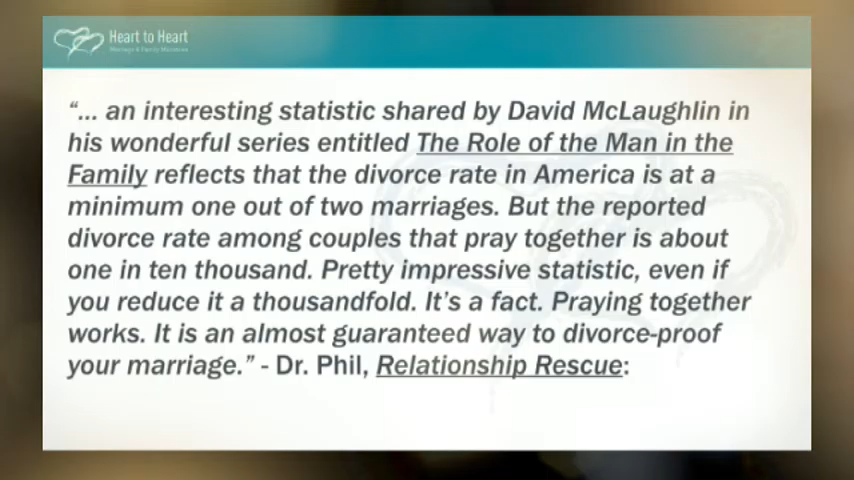 Heart to Heart
Marriage & Family Ministries
“... an interesting statistic shared by David McLaughlin in
his wonderful series entitled The Role of the Man in the
Family reflects that the divorce rate in America is at a
minimum one out of two marriages. But the reported
divorce rate among couples that pray together is about
one in ten thousand. Pretty impressive statistic, even if
you reduce it a thousandfold. It’s a fact. Praying together
works. It is an almost guaranteed way to divorce-proof
your marriage.” - Dr. Phil, Relationship Rescue: